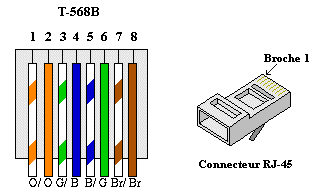 T-568B
1 2 3 4 5 6 7 8
Broche 1
O/ O G/ B B/ G Br/ Br
Connecteur RJ-45